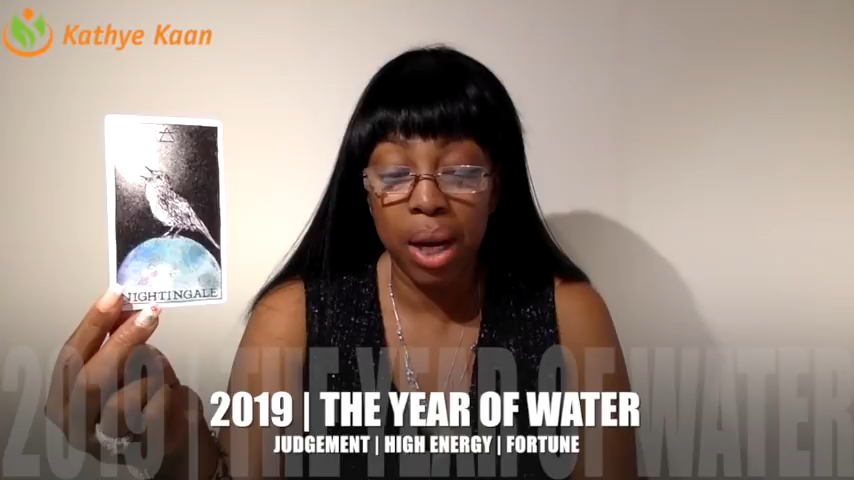 Kathye Kaan
NIGHTINGALE
2019 | THE YEAR OF WATER
2019 | THE YEAR OF WATER
JUDGEMENT | HIGH ENERGY | FORTUNE